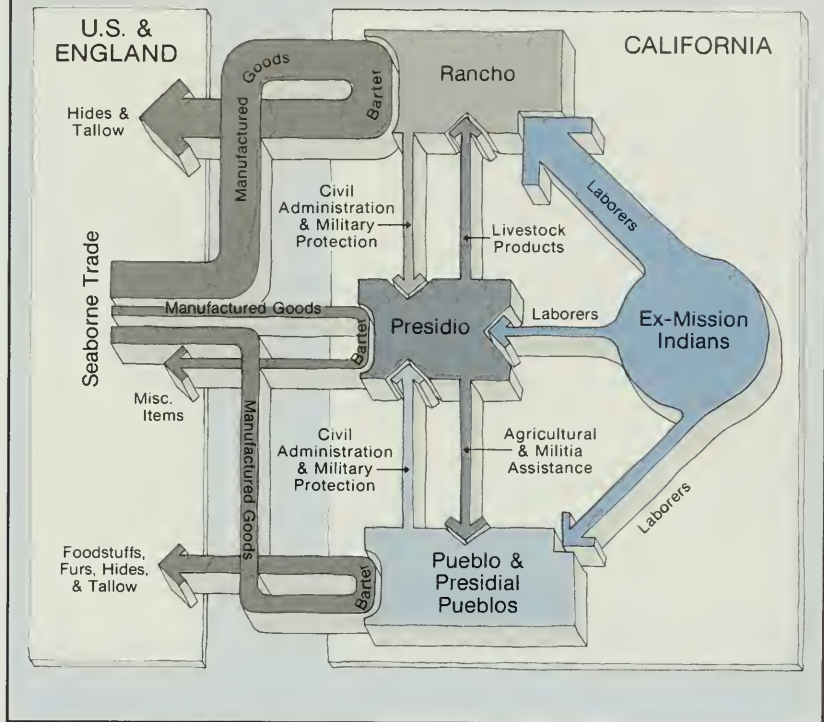 U.S. &
ENGLAND
CALIFORNIA
Goods
Manufactured
Barter
Rancho
Hides &
Tallow
Laborers
Civil
Administration
& Military
Protection
Livestock
Products
Seaborne Trade
Manufactured Goods
Barter
Presidio
Laborers
Ex-Mission
Indians
Misc.
Items
Manufactured Goods
Civil
Administration
& Military
Protection
Agricultural
& Militia
Assistance
Laborers
Foodstuffs,
Furs, Hides,
& Tallow
Barter
Pueblo &
Presidial
Pueblos